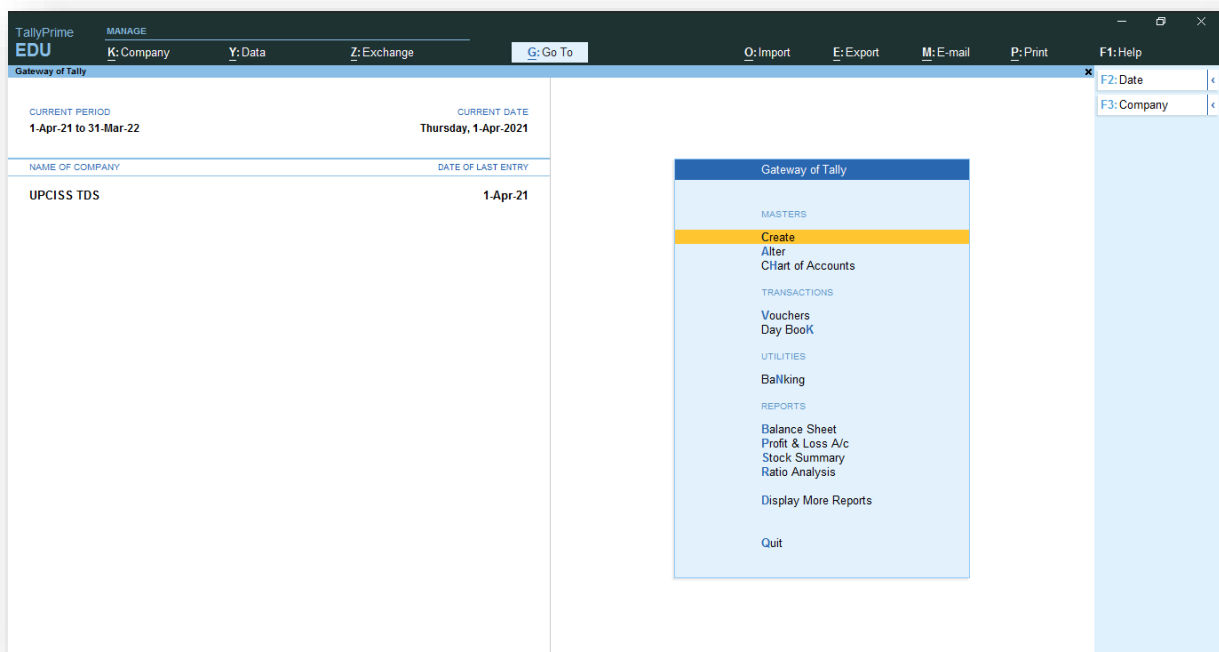 TallyPrime
EDU
MANAGE
K: Company Y: Data Z: Exchange G: Go To O: Import E: Export M: E-mail P: Print F1: Help
Gateway of Tally
F2: Date
F3: Company
CURRENT PERIOD CURRENT DATE
1-Apr-21 to 31-Mar-22 Thursday, 1-Apr-2021
NAME OF COMPANY DATE OF LAST ENTRY
UPCISS TDS 1-Apr-21
Gateway of Tally
MASTERS
Create
Alter
CHart of Accounts
TRANSACTIONS
Vouchers
Day BooK
UTILITIES
BaNking
REPORTS
Balance Sheet
Profit & Loss A/c
Stock Summary
Ratio Analysis
Display More Reports
Quit